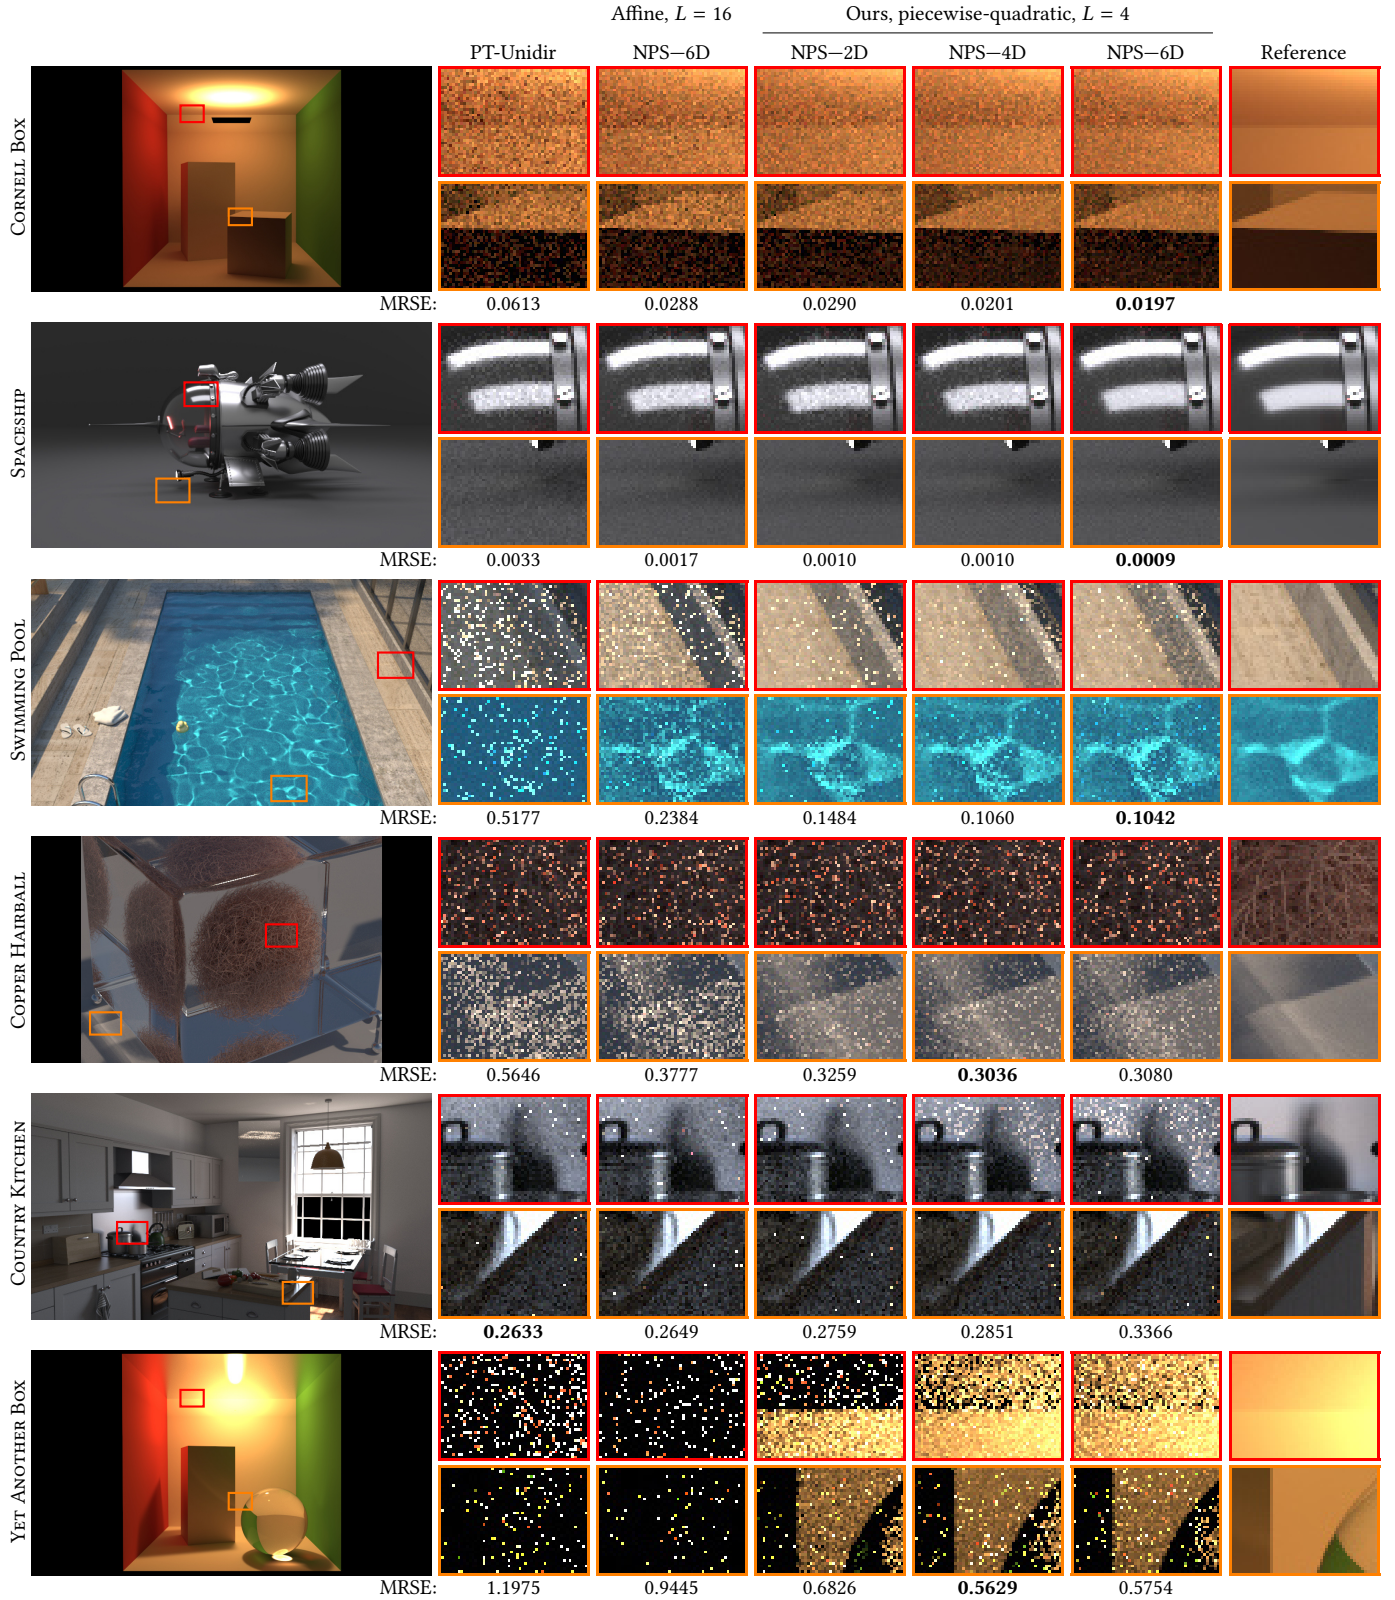 Affine, L = 16 Ours, piecewise-quadratic, L = 4
PT-Unidir NPS–6D NPS–2D NPS–4D NPS–6D Reference
Cornell Box
MRSE: 0.0613 0.0288 0.0290 0.0201 0.0197
Spaceship
MRSE: 0.0033 0.0017 0.0010 0.0010 0.0009
Swimming Pool
MRSE: 0.5177 0.2384 0.1484 0.1060 0.1042
Copper Hairball
MRSE: 0.5646 0.3777 0.3259 0.3036 0.3080
Country Kitchen
MRSE: 0.2633 0.2649 0.2759 0.2851 0.3366
Yet Another Box
MRSE: 1.1975 0.9445 0.6826 0.5629 0.5754